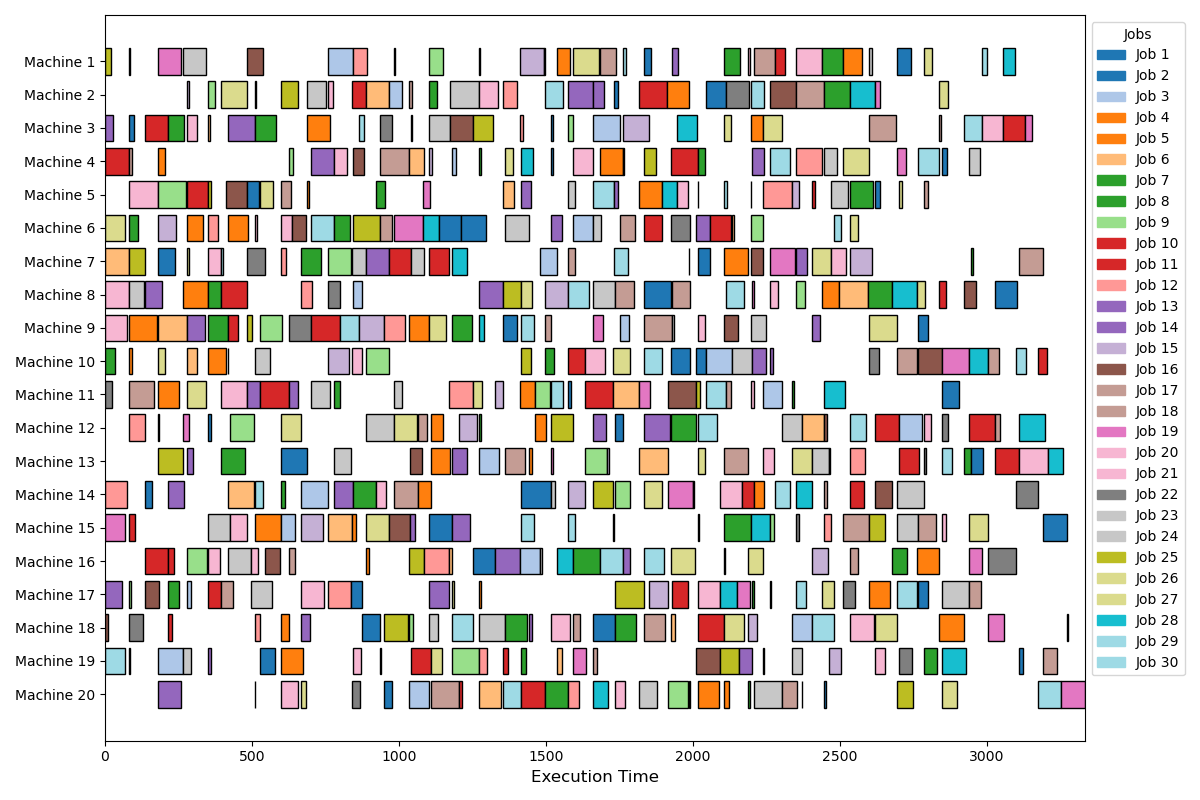 Machine 1
Machine 2
Machine 3
Machine 4
Machine 5
Machine 6
Machine 7
Machine 8
Machine 9
Machine 10
Machine 11
Machine 12
Machine 13
Machine 14
Machine 15
Machine 16
Machine 17
Machine 18
Machine 19
Machine 20
0 500 1000 1500 2000 2500 3000
Execution Time
Jobs
Job 1
Job 2
Job 3
Job 4
Job 5
Job 6
Job 7
Job 8
Job 9
Job 10
Job 11
Job 12
Job 13
Job 14
Job 15
Job 16
Job 17
Job 18
Job 19
Job 20
Job 21
Job 22
Job 23
Job 24
Job 25
Job 26
Job 27
Job 28
Job 29
Job 30